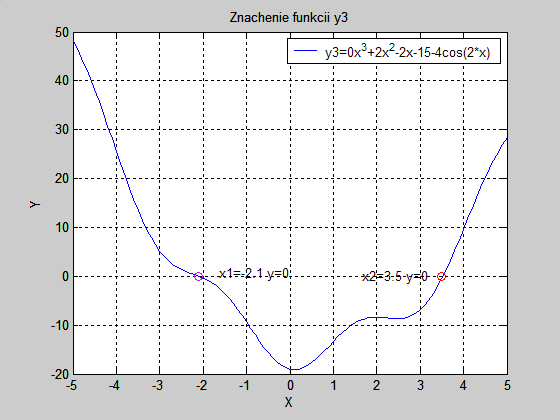 Znachenie funkcii y3
y3=0x³+2x²-2x-15-4cos(2*x)
50
40
30
20
10
0
-10
-20
Y
x1=-2.1 y=0
x2=3.5 y=0
-5 -4 -3 -2 -1 0 1 2 3 4 5
X